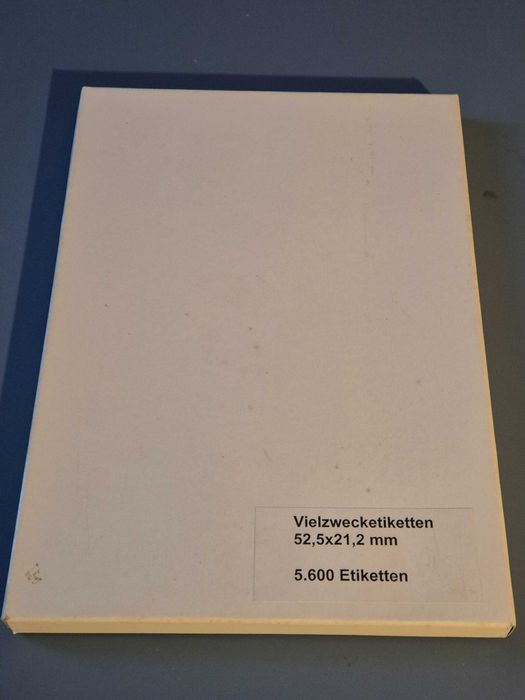 Vielzwecketiketten
52,5x21,2 mm
5.600 Etiketten